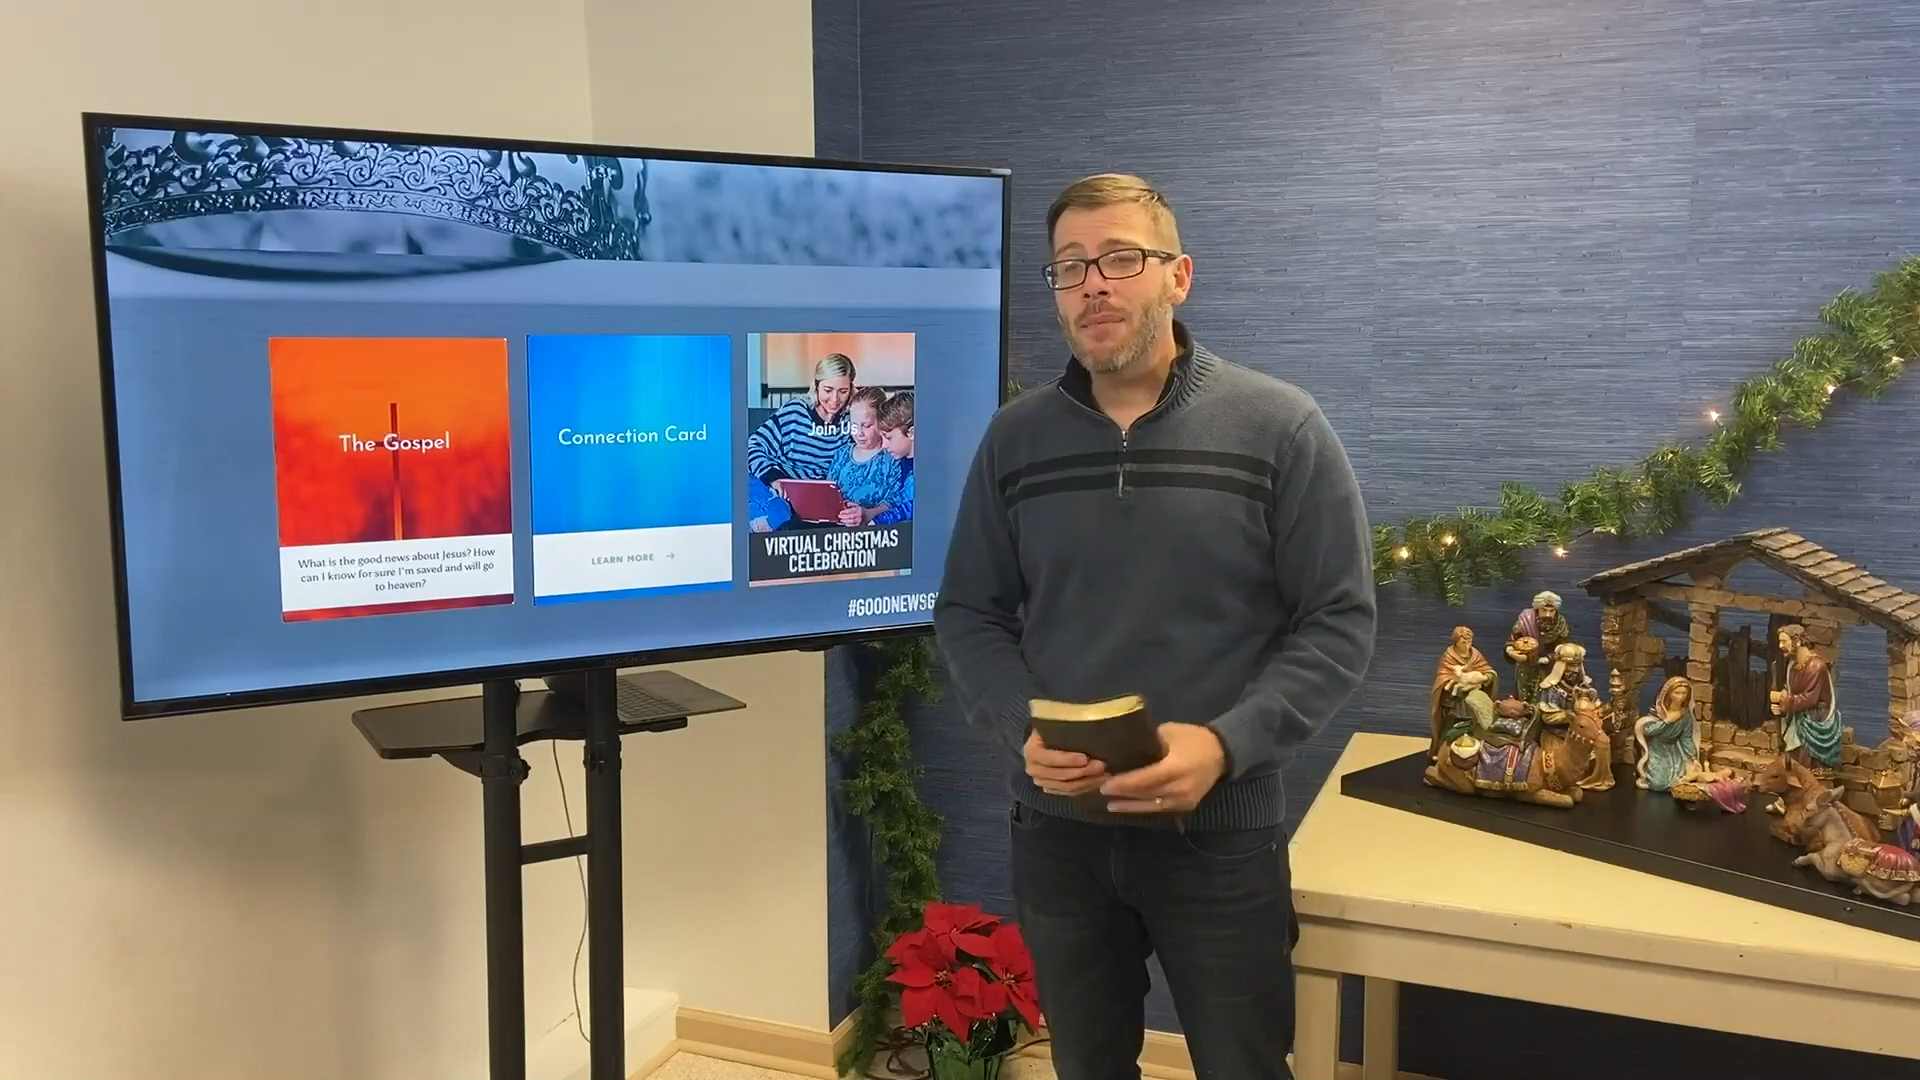 The Gospel
What is the good news about Jesus? How
can I know for sure I'm saved and will go
to heaven?
Connection Card
LEARN MORE →
Join Us
VIRTUAL CHRISTMAS
CELEBRATION